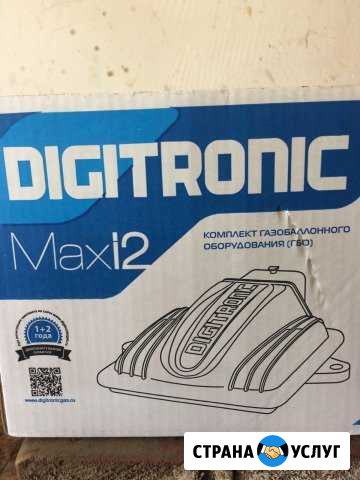 DIGITRONIC
Maxi2
КОМПЛЕКТ ГАЗОБАЛЛОННОГО
ОБОРУДОВАНИЯ (ГБО)
DIGITRONIC
1+2
ГОДА
www.digitronicgas.ru
СТРАНА УСЛУГ